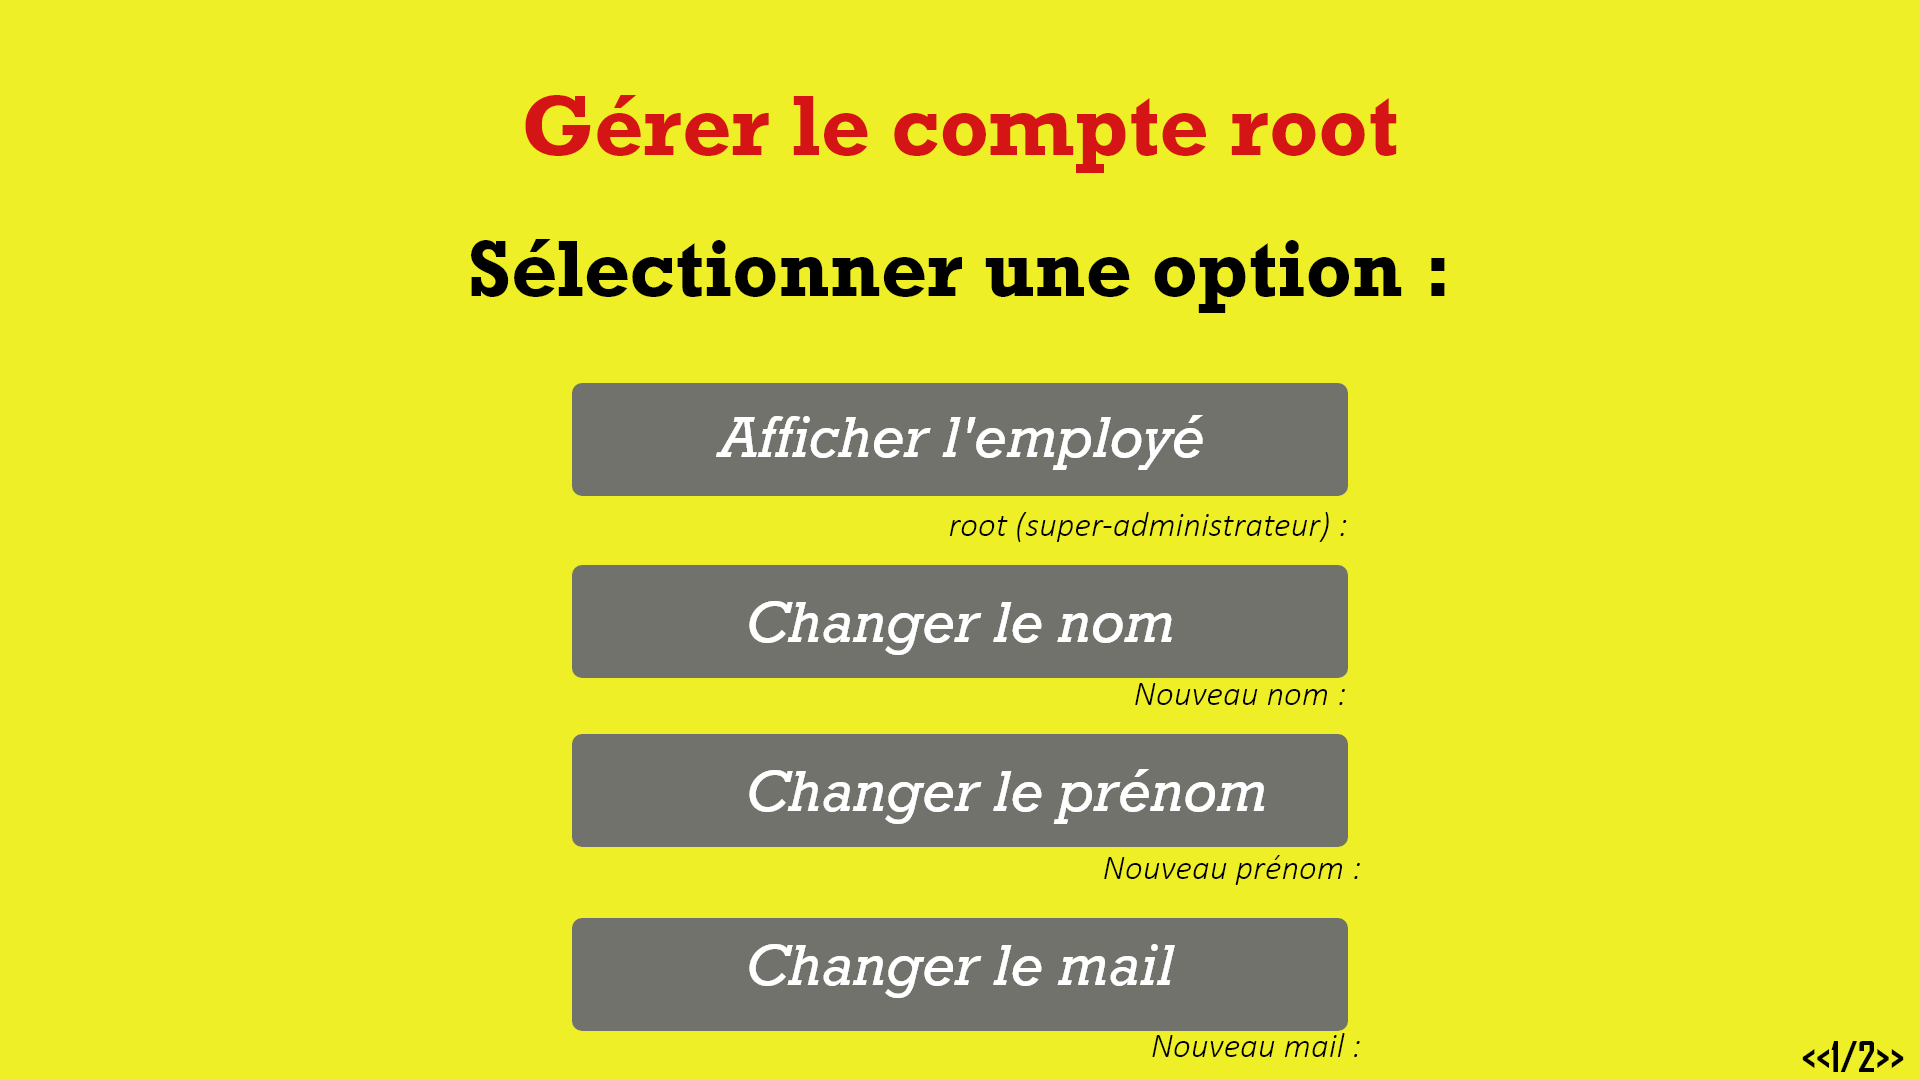 Gérer le compte root
Sélectionner une option :
Afficher l'employé
root (super-administrateur) :
Changer le nom
Nouveau nom :
Changer le prénom
Nouveau prénom :
Changer le mail
Nouveau mail :
<<1/2>>